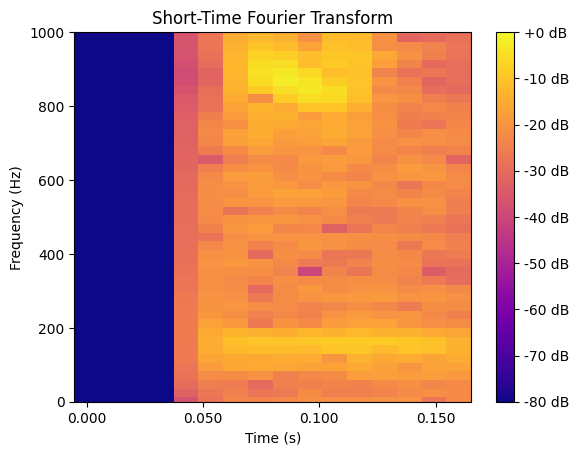 Short-Time Fourier Transform
1000
800
600
400
200
0
Frequency (Hz)
0.000
0.050
0.100
0.150
Time (s)
+0 dB
-10 dB
-20 dB
-30 dB
-40 dB
-50 dB
-60 dB
-70 dB
-80 dB